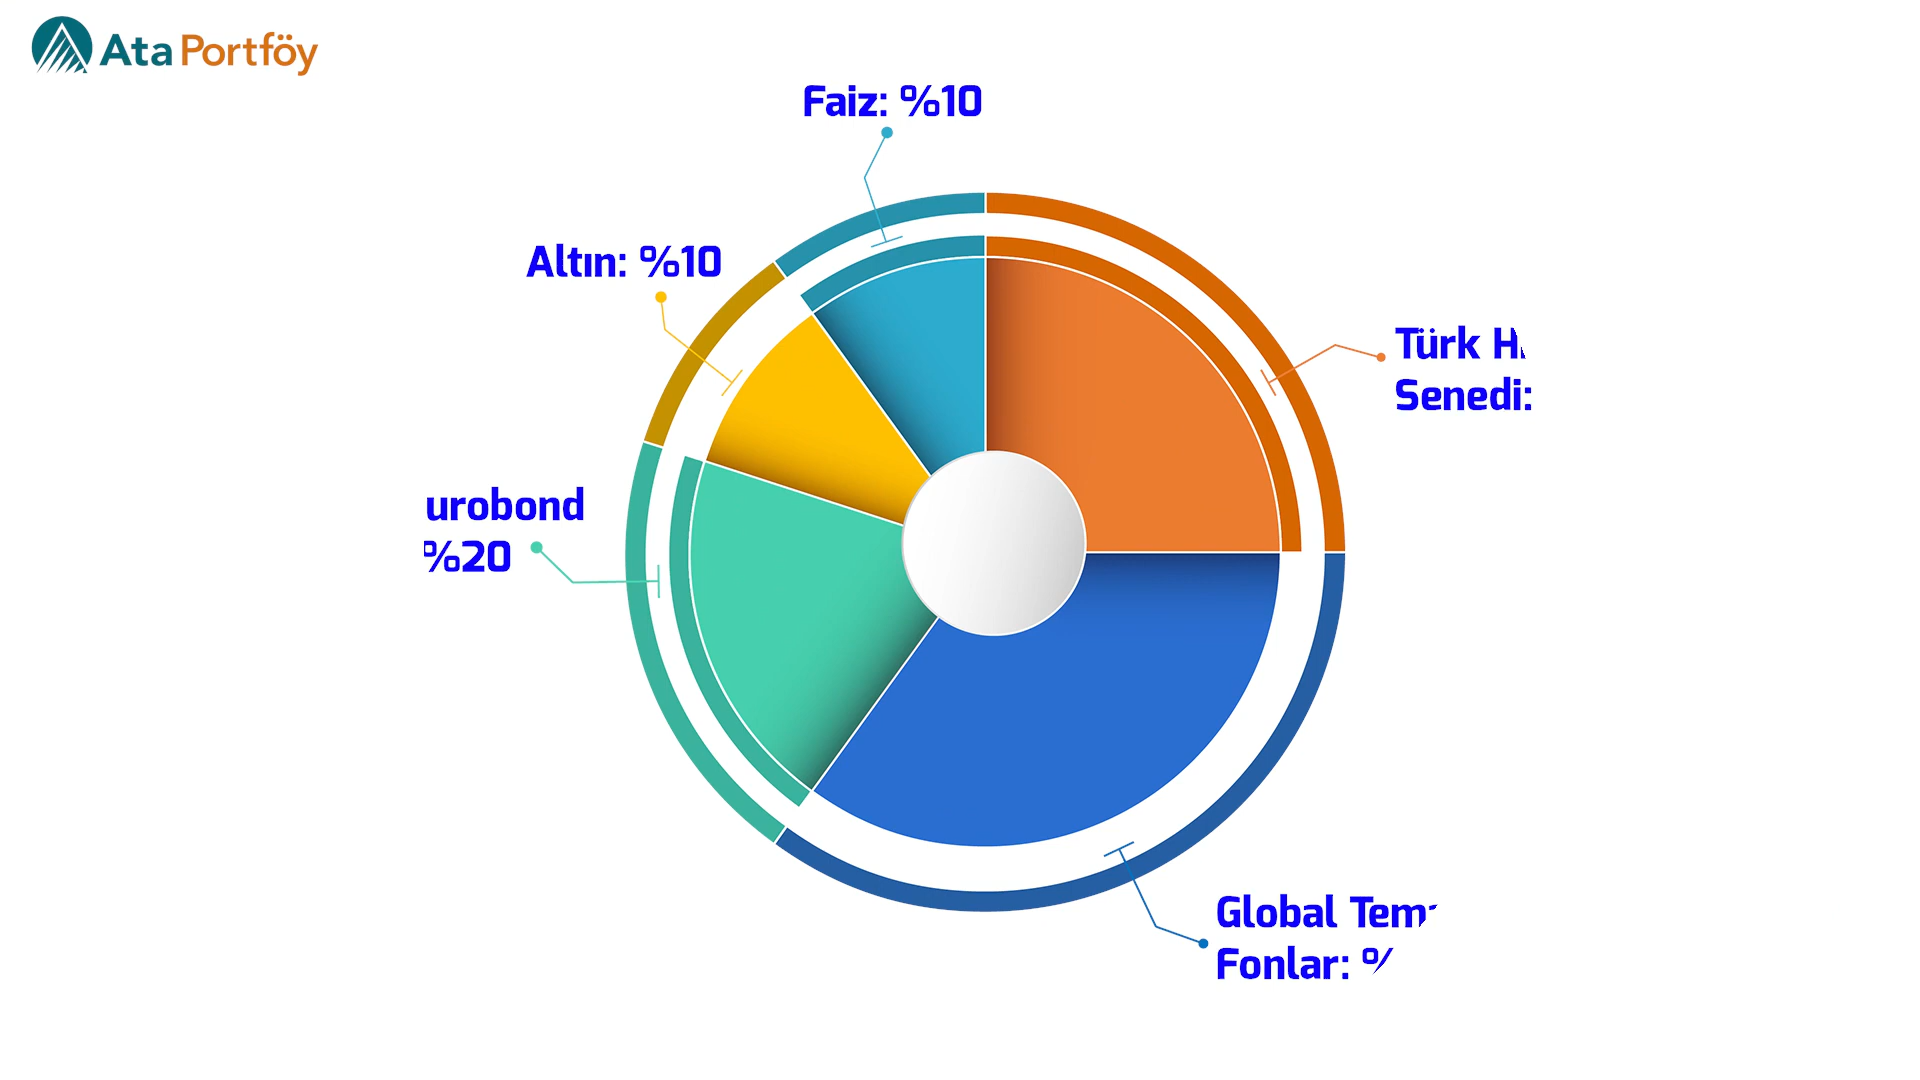 Ata Portföy
Faiz: %10
Altın: %10
Türk
Senedi:
urobond
%20
Global
Fonlar: